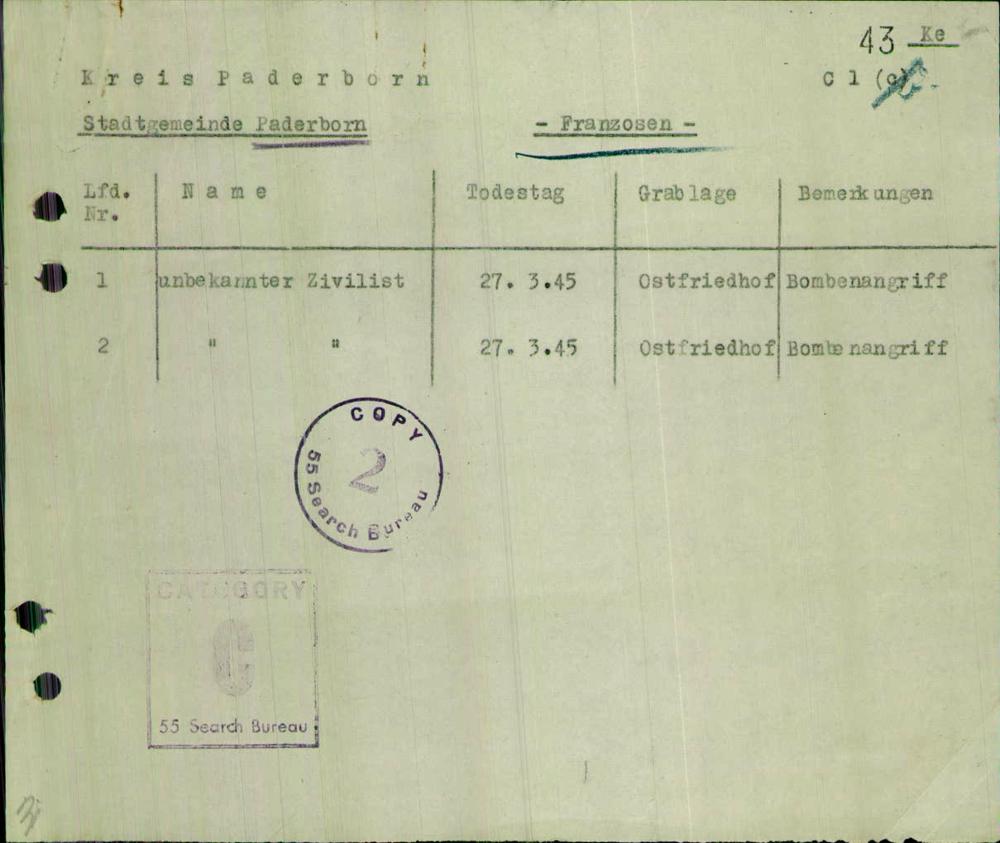 43 Ke
Kreis Paderborn
C 1 (c)
Stadtgemeinde Paderborn - Franzosen -
Lfd. Nr. Name Todestag Grablage Bemerkungen
1 unbekannter Zivilist 27. 3.45 Ostfriedhof Bombenangriff
2 " " 27. 3.45 Ostfriedhof Bombenangriff
COPY
2
55 Search Bureau
CATEGORY
C
55 Search Bureau